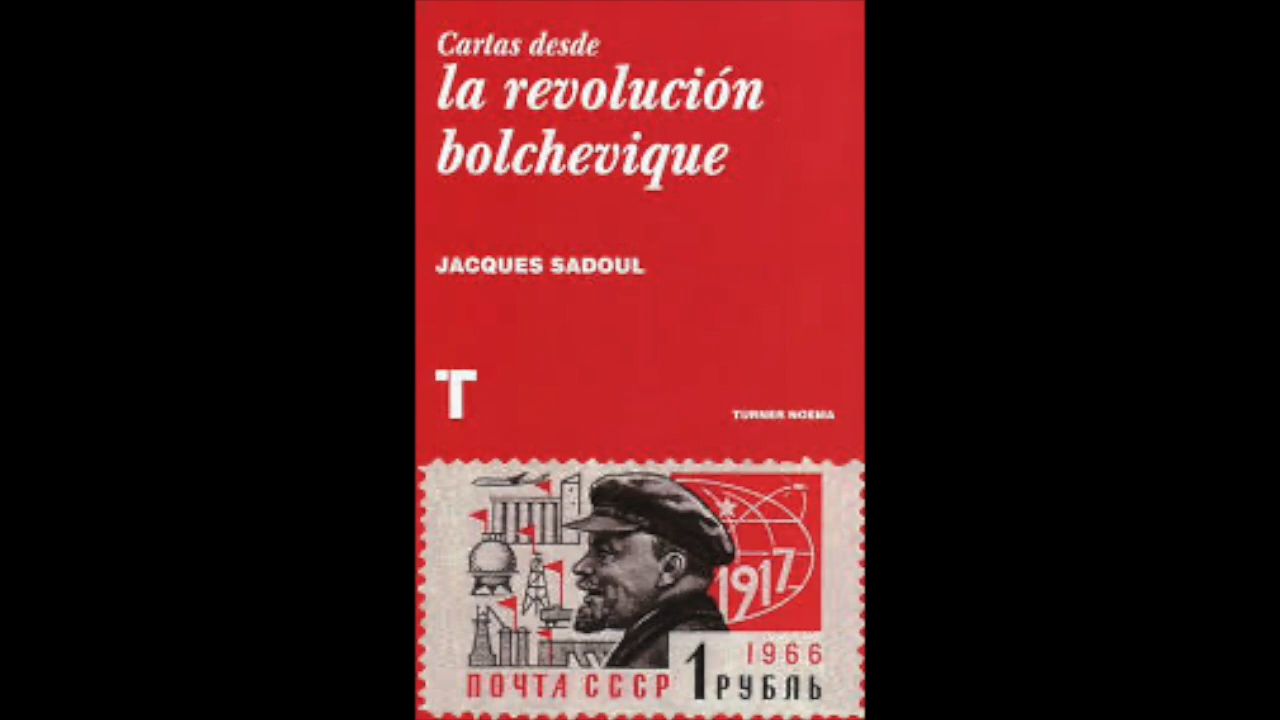 Cartas desde
la revolución
bolchevique
JACQUES SADOUL
T
TURNER NOEMA
1917
1966
ПОЧТА СССР 1 РУБЛЬ